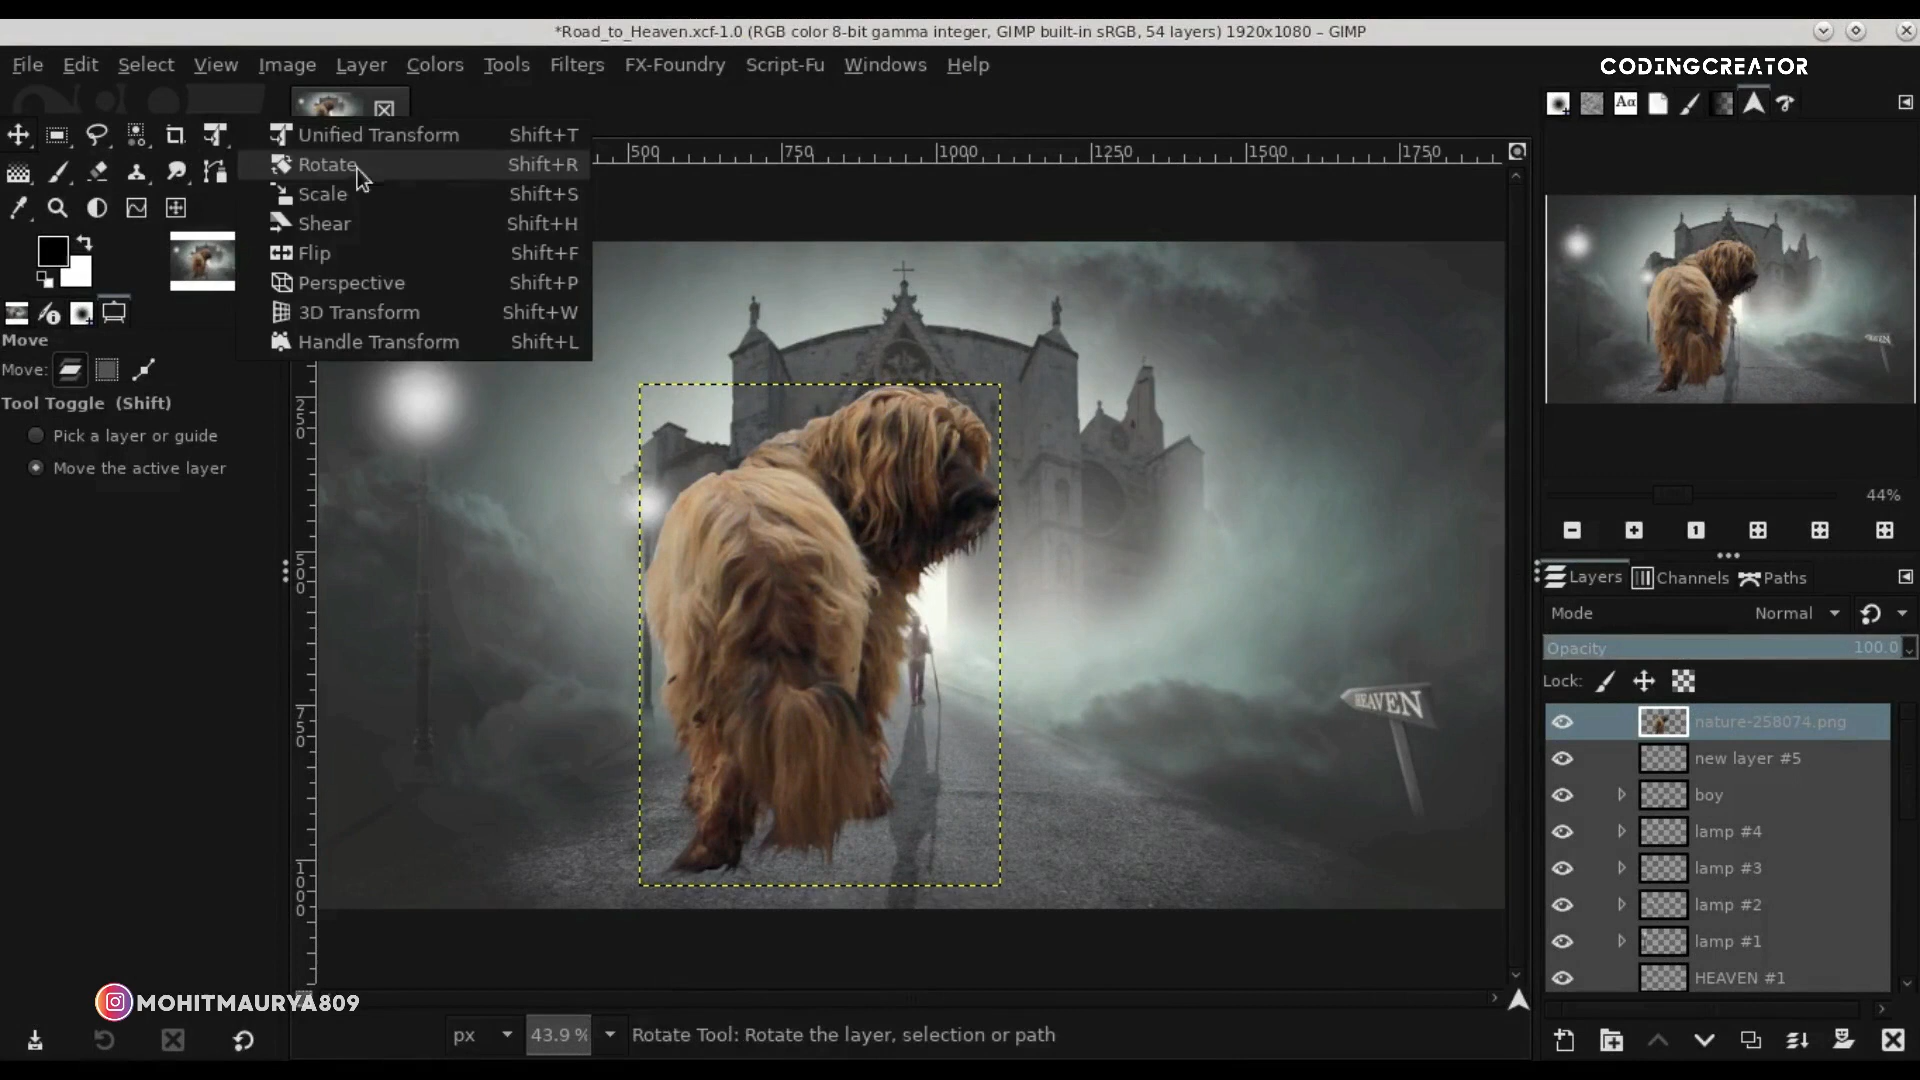 *Road_to_Heaven.xcf-1.0 (RGB color 8-bit gamma integer, GIMP built-in sRGB, 54 layers) 1920x1080 – GIMP
File Edit Select View Image Layer Colors Tools Filters FX-Foundry Script-Fu Windows Help
CODINGCREATOR
Aa
Unified Transform Shift+T
Rotate Shift+R
Scale Shift+S
Shear Shift+H
Flip Shift+F
Perspective Shift+P
3D Transform Shift+W
Handle Transform Shift+L
500 750 1000 1250 1500 1750
250
500
750
1000
Move
Move:
Tool Toggle (Shift)
Pick a layer or guide
Move the active layer
HEAVEN
44%
1
Layers Channels Paths
Mode Normal
Opacity 100.0
Lock:
nature-258074.png
new layer #5
boy
lamp #4
lamp #3
lamp #2
lamp #1
HEAVEN #1
MOHITMAURYA809
px 43.9 % Rotate Tool: Rotate the layer, selection or path